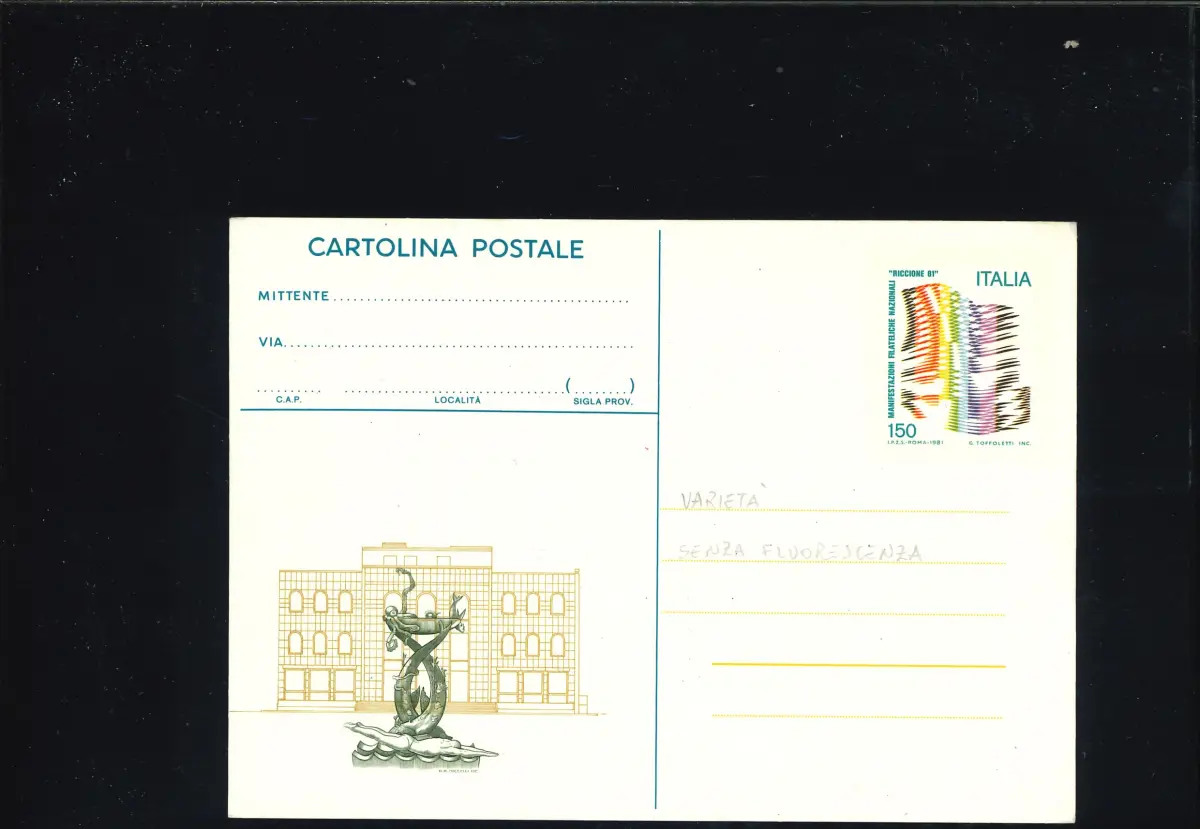 CARTOLINA POSTALE
MITTENTE
VIA
( )
C.A.P. LOCALITÀ SIGLA PROV.
MANIFESTAZIONI FILATELICHE NAZIONALI
"RICCIONE 81"
ITALIA
150
I.P.Z.S.-ROMA-1981 G. TOFFOLETTI INC.
VARIETÀ
SENZA FLUORESCENZA